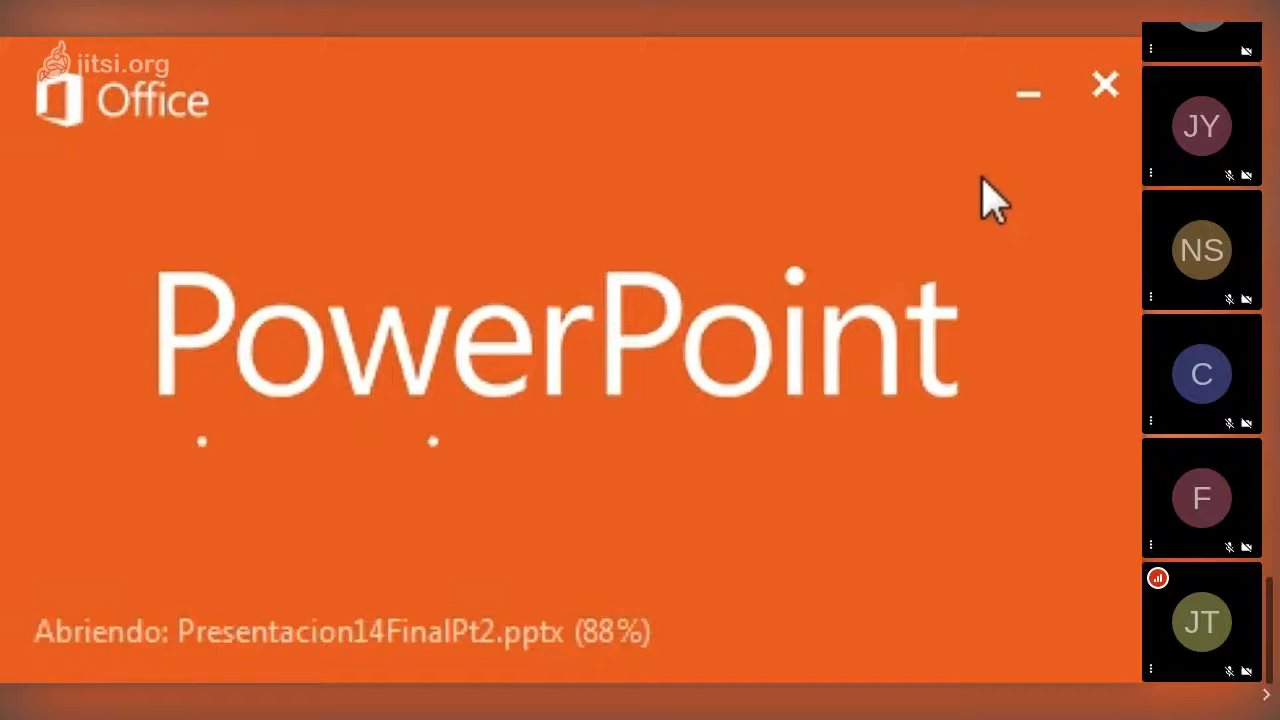 jitsi.org
Office
PowerPoint
Abriendo: Presentacion14FinalPt2.pptx (88%)
JY
NS
C
F
JT